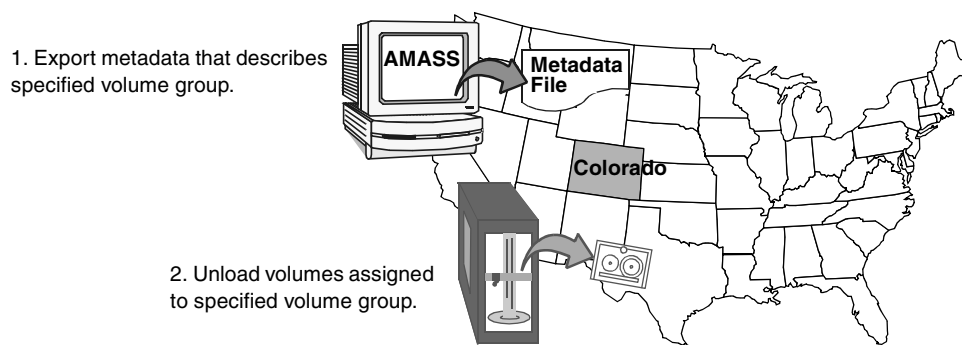 1. Export metadata that describes
specified volume group.
AMASS
Metadata
File
Colorado
2. Unload volumes assigned
to specified volume group.